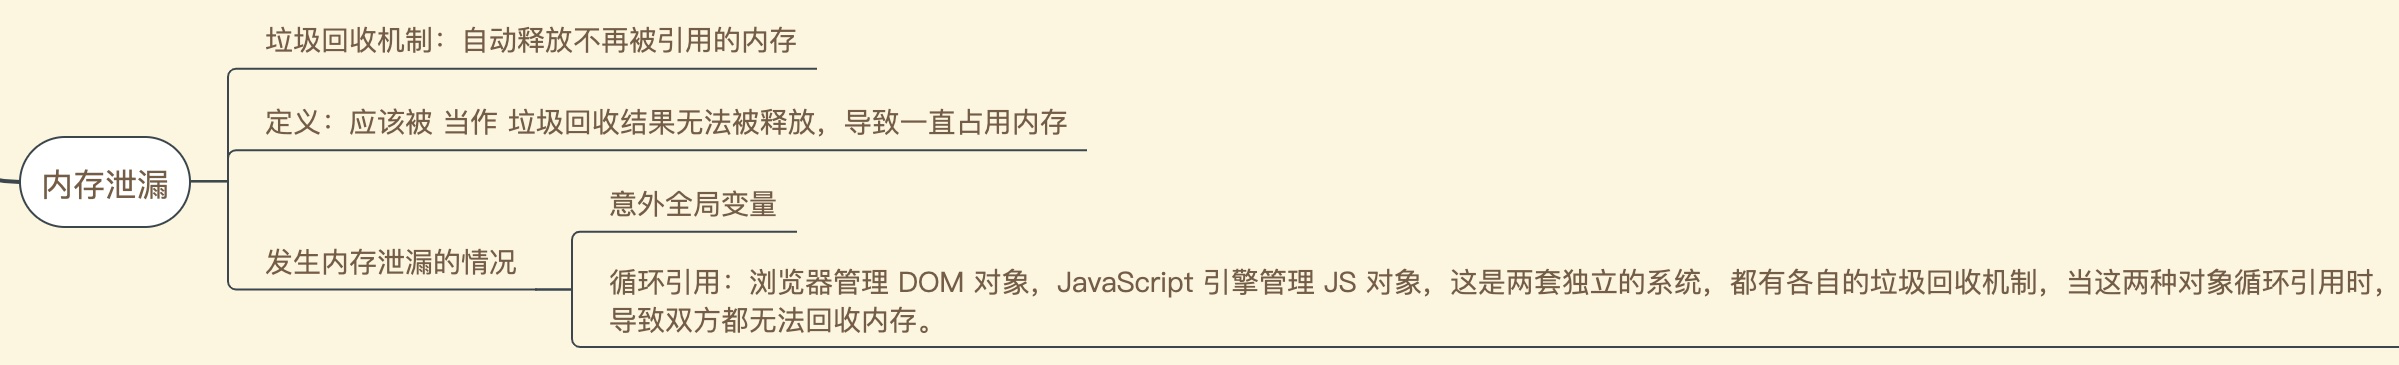 垃圾回收机制：自动释放不再被引用的内存
定义：应该被 当作 垃圾回收结果无法被释放，导致一直占用内存
内存泄漏
意外全局变量
发生内存泄漏的情况
循环引用：浏览器管理 DOM 对象，JavaScript 引擎管理 JS 对象，这是两套独立的系统，都有各自的垃圾回收机制，当这两种对象循环引用时，
导致双方都无法回收内存。